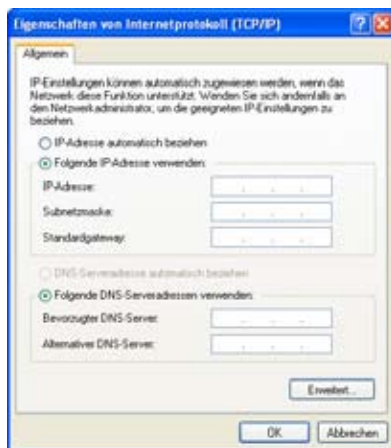 Eigenschaften von Internetprotokoll (TCP/IP)
Allgemein
IP-Einstellungen können automatisch zugewiesen werden, wenn das
Netzwerk diese Funktion unterstützt. Wenden Sie sich andernfalls an
den Netzwerkadministrator, um die geeigneten IP-Einstellungen zu
beziehen.
IP-Adresse automatisch beziehen
Folgende IP-Adresse verwenden:
IP-Adresse:
Subnetzmaske:
Standardgateway:
DNS-Serveradresse automatisch beziehen
Folgende DNS-Serveradressen verwenden:
Bevorzugter DNS-Server:
Alternativer DNS-Server:
Erweitert...
OK
Abbrechen